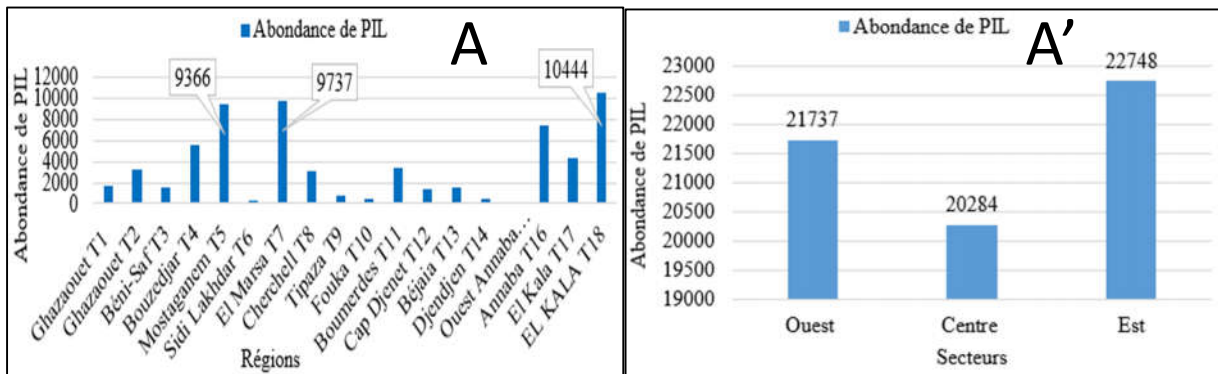 Abondance de PIL
A
9366
9737
10444
Abondance de PIL
12000
10000
8000
6000
4000
2000
0
Ghazaouet T1
Ghazaouet T2
Béni-Saf T3
Bouzedjar T4
Mostaganem T5
Sidi Lakhdar T6
El Marsa T7
Cherchell T8
Tipaza T9
Fouka T10
Boumerdes T11
Cap Djenet T12
Béjaia T13
Djendjen T14
Ouest Annaba…
Annaba T16
El Kala T17
EL KALA T18
Régions
Abondance de PIL
A’
Abondance de PIL
23000
22500
22000
21500
21000
20500
20000
19500
19000
21737
20284
22748
Ouest
Centre
Est
Secteurs